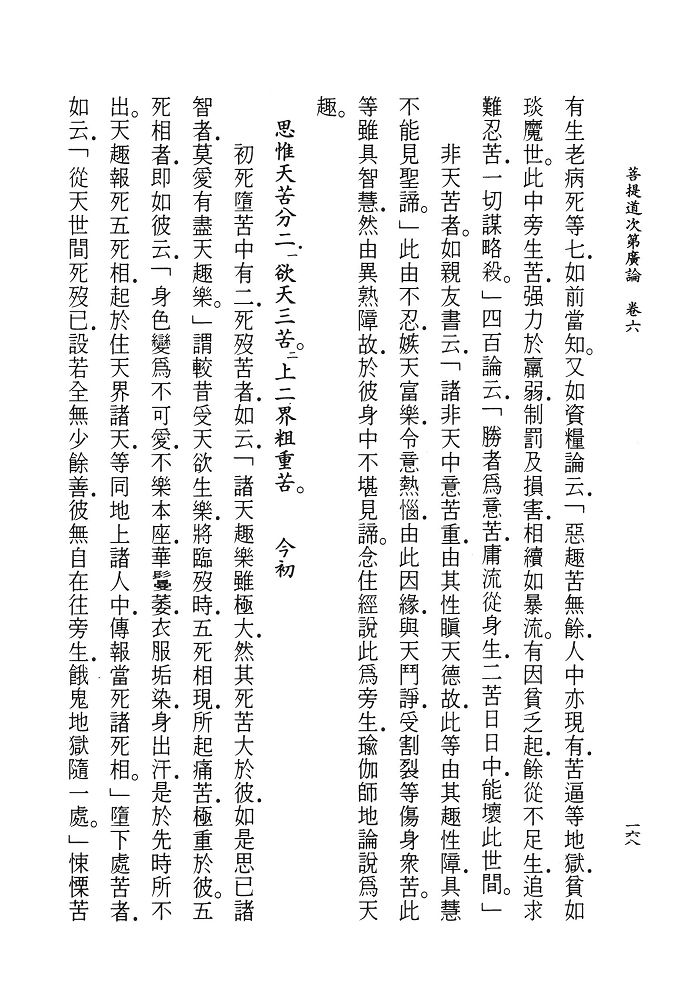 菩提道次第廣論　卷六
一六八
有生老病死等七．如前當知。又如資糧論云．「惡趣苦無餘．人中亦現有．苦逼等地獄．貧如
琰魔世。此中旁生苦．强力於羸弱．制罰及損害．相續如暴流。有因貧乏起．餘從不足生．追求
難忍苦．一切謀略殺。」四百論云．「勝者爲意苦．庸流從身生．二苦日日中．能壞此世間。」
非天苦者。如親友書云．「諸非天中意苦重．由其性瞋天德故．此等由其趣性障．具慧
不能見聖諦。」此由不忍．嫉天富樂．令意熱惱．由此因緣．與天鬥諍．受割裂等傷身衆苦。此
等雖具智慧．然由異熟障故．於彼身中不堪見諦。念住經說此爲旁生．瑜伽師地論說爲天
趣。
思惟天苦分二．一欲天三苦。二上二界粗重苦。　今初
初死墮苦中有二．死歿苦者．如云．「諸天趣樂雖極大．然其死苦大於彼．如是思已諸
智者．莫愛有盡天趣樂。」謂較昔受天欲生樂．將臨歿時．五死相現．所起痛苦．極重於彼。五
死相者．即如彼云．「身色變爲不可愛．不樂本座．華鬘萎．衣服垢染．身出汗．是於先時所不
出。天趣報死五死相．起於住天界諸天．等同地上諸人中．傳報當死諸死相。」墮下處苦者．
如云．「從天世間死歿已．設若全無少餘善．彼無自在往旁生．餓鬼地獄隨一處。」悚慄苦